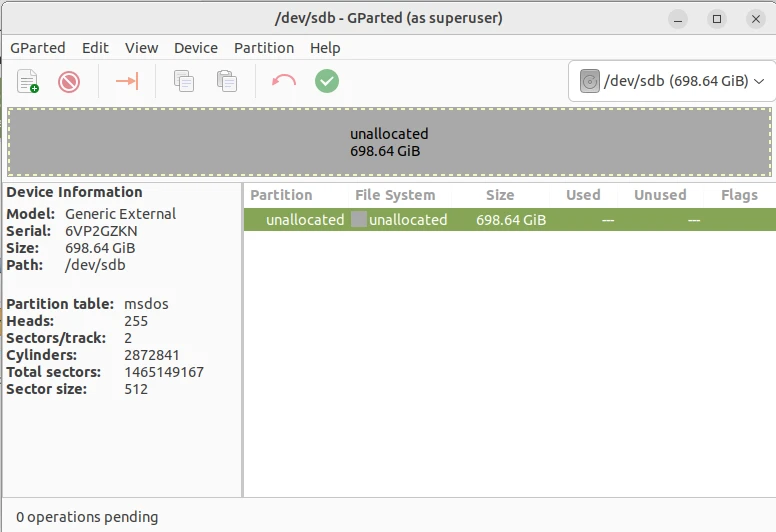 /dev/sdb - GParted (as superuser)
GParted Edit View Device Partition Help
/dev/sdb (698.64 GiB)
unallocated
698.64 GiB
Device Information
Model: Generic External
Serial: 6VP2GZKN
Size: 698.64 GiB
Path: /dev/sdb
Partition table: msdos
Heads: 255
Sectors/track: 2
Cylinders: 2872841
Total sectors: 1465149167
Sector size: 512
Partition File System Size Used Unused Flags
unallocated unallocated 698.64 GiB --- ---
0 operations pending